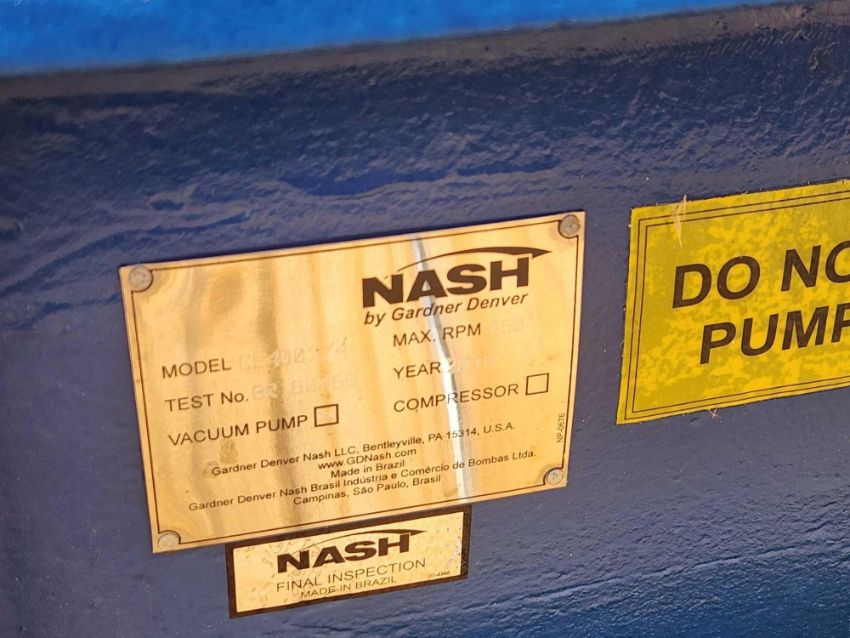 NASH
by Gardner Denver
MODEL
MAX. RPM
TEST No.
YEAR
VACUUM PUMP
COMPRESSOR
Gardner Denver Nash LLC, Bentleyville, PA 15314, U.S.A.
www.GDNash.com
Made in Brazil
Gardner Denver Nash Brasil Indústria e Comércio de Bombas Ltda.
Campinas, São Paulo, Brasil
NP-0676
NASH
FINAL INSPECTION
MADE IN BRAZIL
DO NO
PUMP